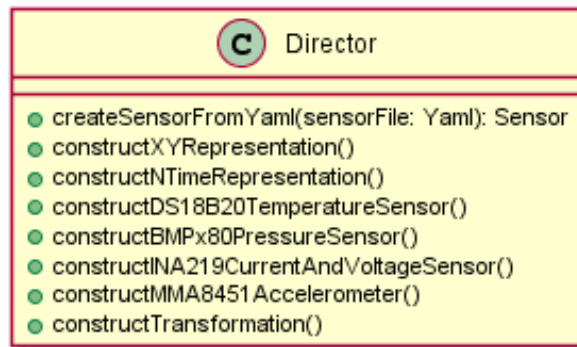 C Director
createSensorFromYaml(sensorFile: Yaml): Sensor
constructXYRepresentation()
constructNTimeRepresentation()
constructDS18B20TemperatureSensor()
constructBMPx80PressureSensor()
constructINA219CurrentAndVoltageSensor()
constructMMA8451Accelerometer()
constructTransformation()